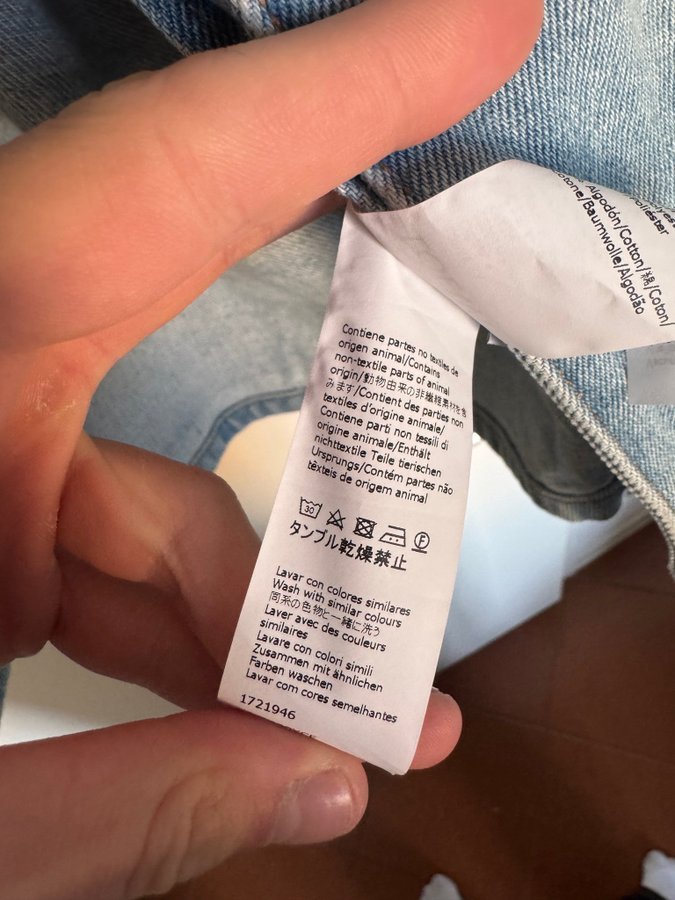 Poliéster
Algodón/Cotton/綿/Coton/
Cotone/Baumwolle/Algodão
Contiene partes no textiles de
origen animal/Contains
non-textile parts of animal
origin/動物由来の非繊維素材を含
みます/Contient des parties non
textiles d'origine animale/
Contiene parti non tessili di
origine animale/Enthält
nichttextile Teile tierischen
Ursprungs/Contém partes não
têxteis de origem animal
30 F
タンブル乾燥禁止
Lavar con colores similares
Wash with similar colours
同系の色物と一緒に洗う
Laver avec des couleurs
similaires
Lavare con colori simili
Zusammen mit ähnlichen
Farben waschen
Lavar com cores semelhantes
1721946